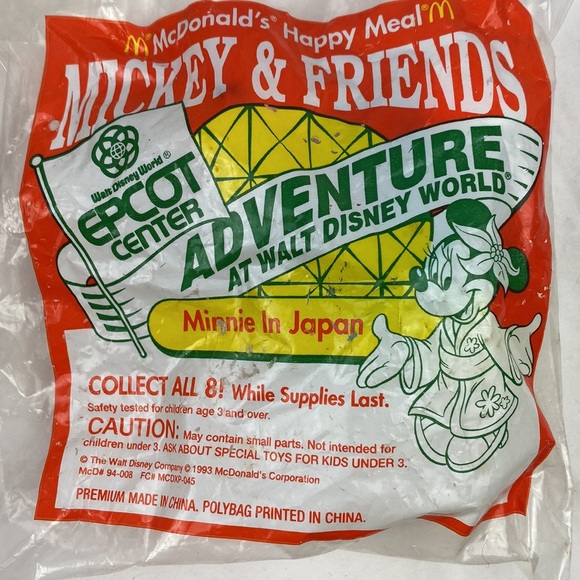 McDonald's® Happy Meal
MICKEY & FRIENDS
Walt Disney World®
EPCOT
CENTER
ADVENTURE
AT WALT DISNEY WORLD®
Minnie In Japan
COLLECT ALL 8! While Supplies Last.
Safety tested for children age 3 and over.
CAUTION: May contain small parts. Not intended for
children under 3. ASK ABOUT SPECIAL TOYS FOR KIDS UNDER 3.
© The Walt Disney Company © 1993 McDonald's Corporation
McD# 94-008 FC# MCDXP-045
PREMIUM MADE IN CHINA. POLYBAG PRINTED IN CHINA.